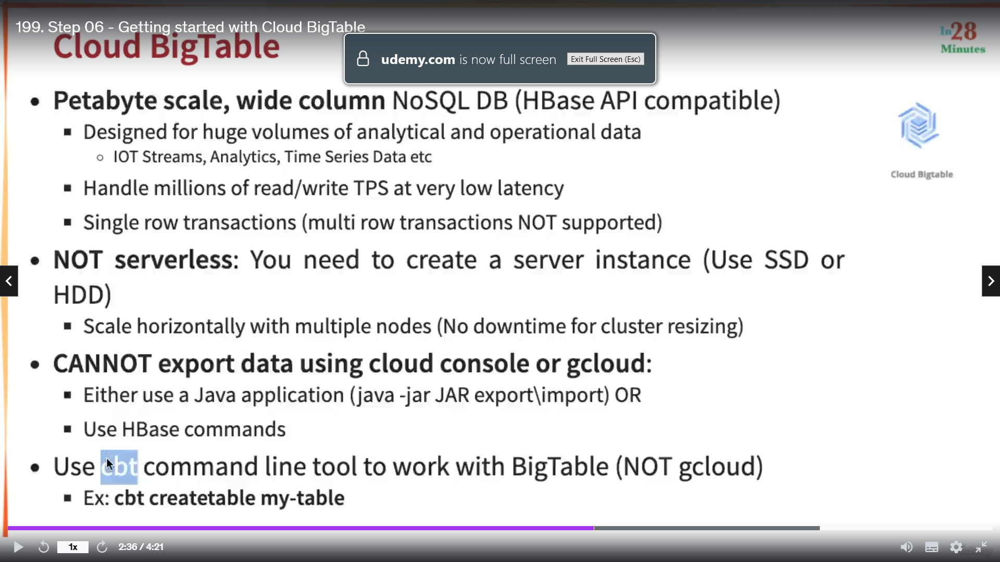 199. Step 06 - Getting started with Cloud BigTable
Cloud BigTable
In28
Minutes
udemy.com is now full screen
Exit Full Screen (Esc)
• Petabyte scale, wide column NoSQL DB (HBase API compatible)
▪ Designed for huge volumes of analytical and operational data
○ IOT Streams, Analytics, Time Series Data etc
▪ Handle millions of read/write TPS at very low latency
▪ Single row transactions (multi row transactions NOT supported)
Cloud Bigtable
• NOT serverless: You need to create a server instance (Use SSD or
HDD)
▪ Scale horizontally with multiple nodes (No downtime for cluster resizing)
• CANNOT export data using cloud console or gcloud:
▪ Either use a Java application (java -jar JAR export\import) OR
▪ Use HBase commands
• Use cbt command line tool to work with BigTable (NOT gcloud)
▪ Ex: cbt createtable my-table
1x
2:36 / 4:21